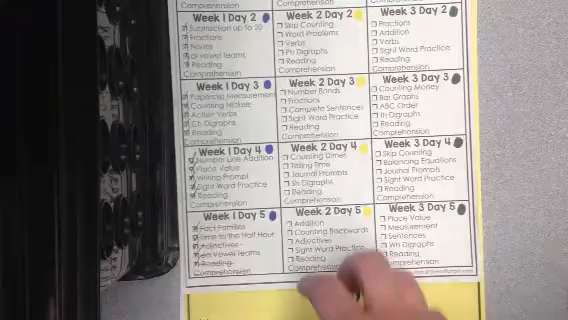 Comprehension
Comprehension
Week 1 Day 2
Subtraction up to 20
Fractions
Nouns
Vowel Teams
Reading
Comprehension
Week 2 Day 2
Skip Counting
Word Problems
Verbs
Ph Digraphs
Reading
Comprehension
Week 3 Day 2
Fractions
Addition
Verbs
Sight Word Practice
Reading
Comprehension
Week 1 Day 3
Paperclip Measurement
Counting Nickels
Action Verbs
Ch Digraphs
Reading
Comprehension
Week 2 Day 3
Number Bonds
Fractions
Complete Sentences
Sight Word Practice
Reading
Comprehension
Week 3 Day 3
Counting Money
Bar Graphs
ABC Order
Th Digraphs
Reading
Comprehension
Week 1 Day 4
Number Line Addition
Place Value
Writing Prompt
Sight Word Practice
Reading
Comprehension
Week 2 Day 4
Counting Dimes
Telling Time
Journal Prompts
Sh Digraphs
Reading
Comprehension
Week 3 Day 4
Skip Counting
Balancing Equations
Journal Prompts
Sight Word Practice
Reading
Comprehension
Week 1 Day 5
Fact Families
Time to the Half Hour
Adjectives
Vowel Teams
Reading
Comprehension
Week 2 Day 5
Addition
Counting Backwards
Adjectives
Sight Word Practice
Reading
Week 3 Day 5
Place Value
Measurement
Sentences
Wh Digraphs
Reading
Comprehension